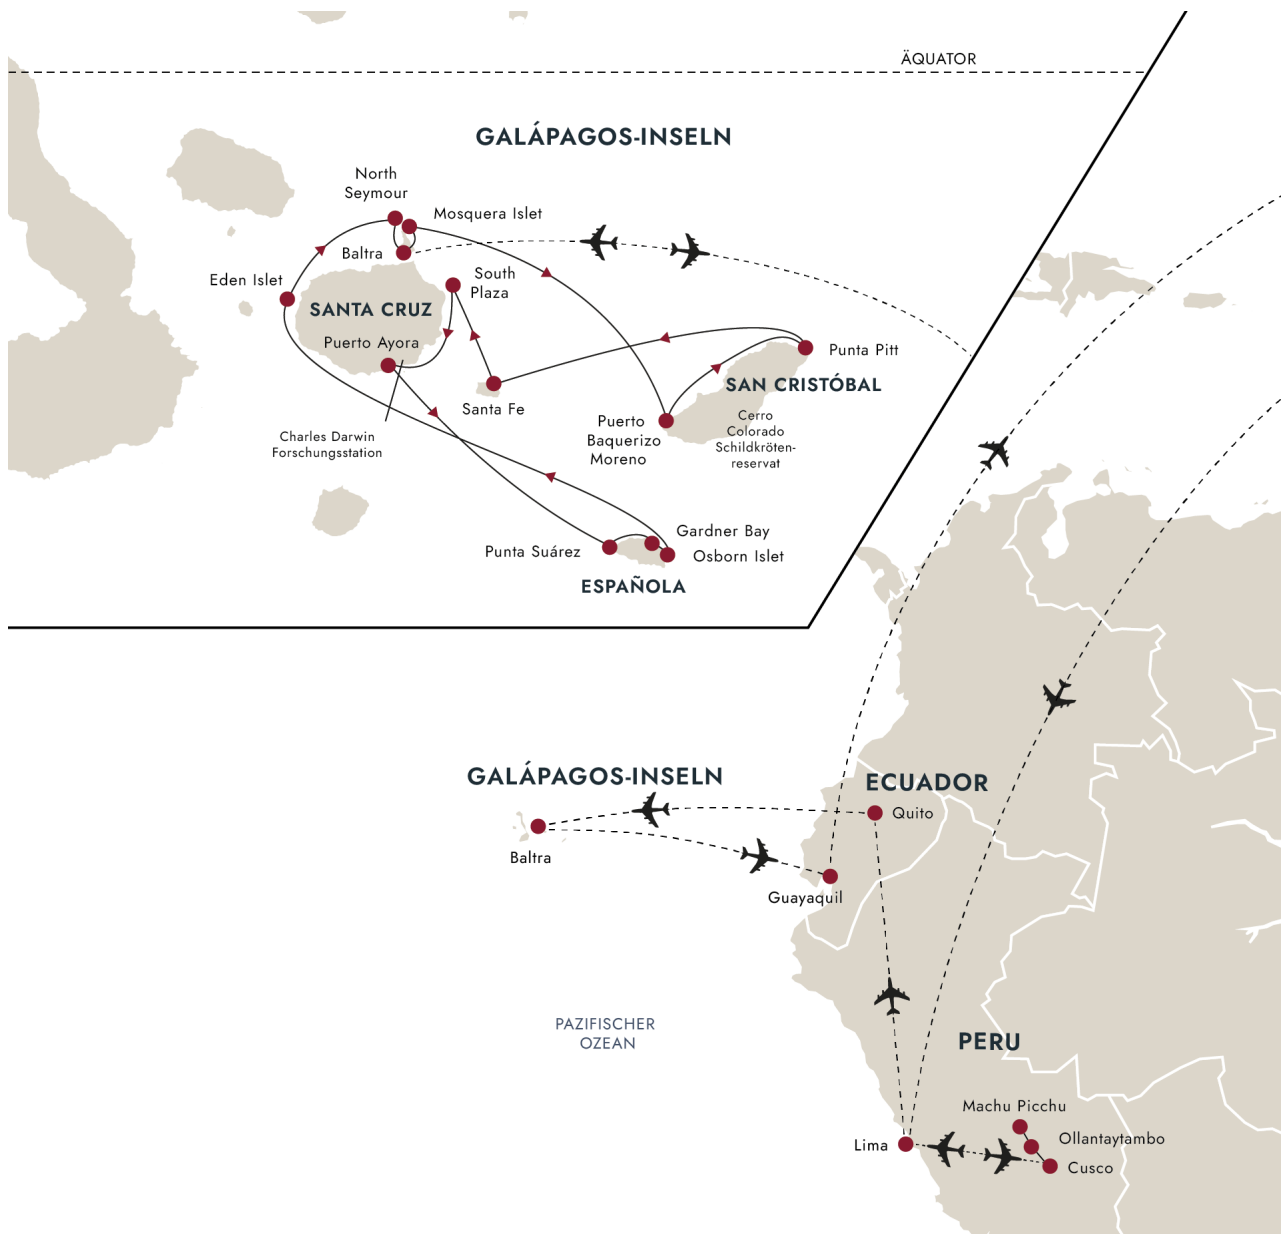 ÄQUATOR
GALÁPAGOS-INSELN
North
Seymour
Mosquera Islet
Baltra
Eden Islet
South
Plaza
SANTA CRUZ
Puerto Ayora
Punta Pitt
SAN CRISTÓBAL
Santa Fe
Puerto
Baquerizo
Moreno
Cerro
Colorado
Schildkröten-
reservat
Charles Darwin
Forschungsstation
Gardner Bay
Punta Suárez
Osborn Islet
ESPAÑOLA
GALÁPAGOS-INSELN
ECUADOR
Quito
Baltra
Guayaquil
PAZIFISCHER
OZEAN
PERU
Machu Picchu
Ollantaytambo
Lima
Cusco